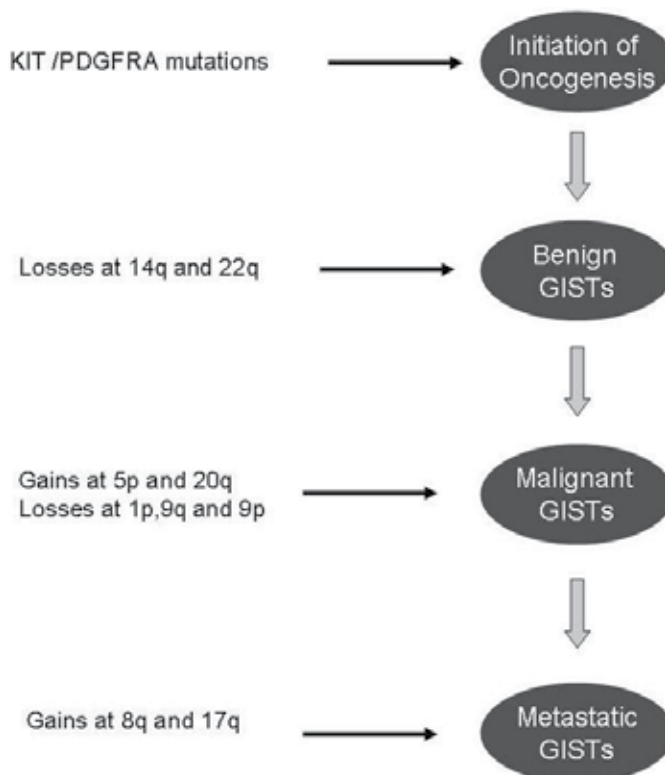 KIT /PDGFRA mutations
Initiation of
Oncogenesis
Losses at 14q and 22q
Benign
GISTs
Gains at 5p and 20q
Losses at 1p,9q and 9p
Malignant
GISTs
Gains at 8q and 17q
Metastatic
GISTs